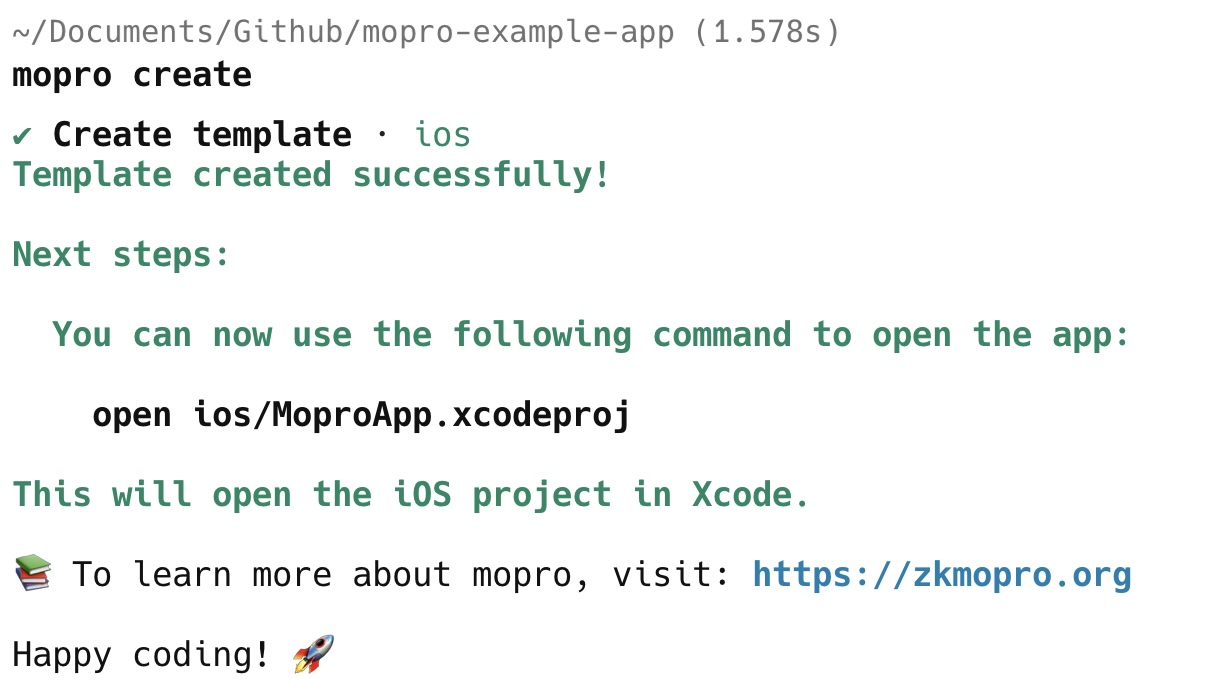 ~/Documents/Github/mopro-example-app (1.578s)
mopro create
✔ Create template · ios
Template created successfully!
Next steps:
You can now use the following command to open the app:
open ios/MoproApp.xcodeproj
This will open the iOS project in Xcode.
📚 To learn more about mopro, visit: https://zkmopro.org
Happy coding! 🚀